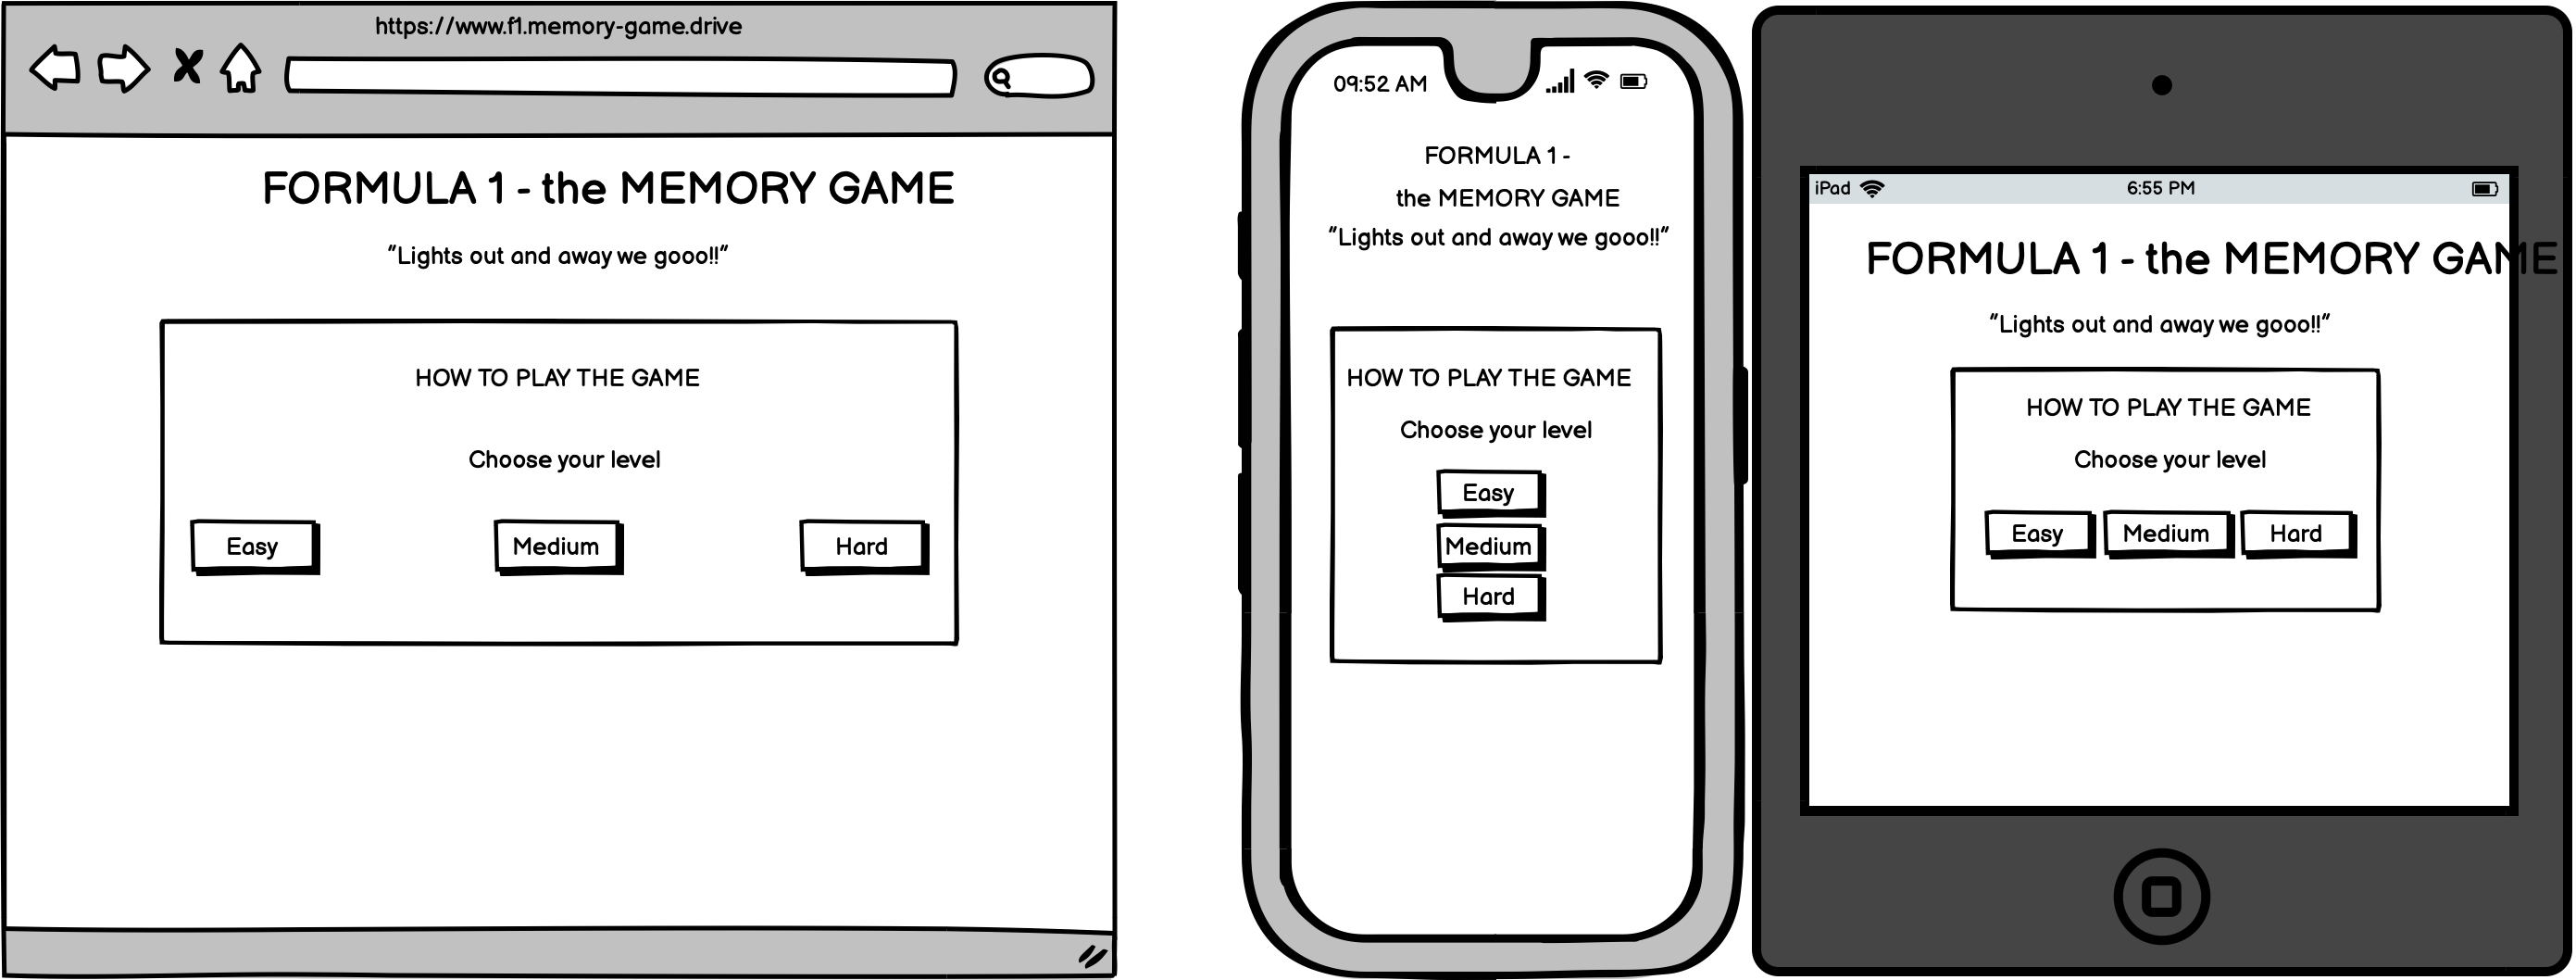 https://www.f1.memory-game.drive
FORMULA 1 - the MEMORY GAME
“Lights out and away we gooo!!”
HOW TO PLAY THE GAME
Choose your level
Easy
Medium
Hard
09:52 AM
FORMULA 1 -
the MEMORY GAME
“Lights out and away we gooo!!”
HOW TO PLAY THE GAME
Choose your level
Easy
Medium
Hard
iPad 6:55 PM
FORMULA 1 - the MEMORY GAME
“Lights out and away we gooo!!”
HOW TO PLAY THE GAME
Choose your level
Easy Medium Hard